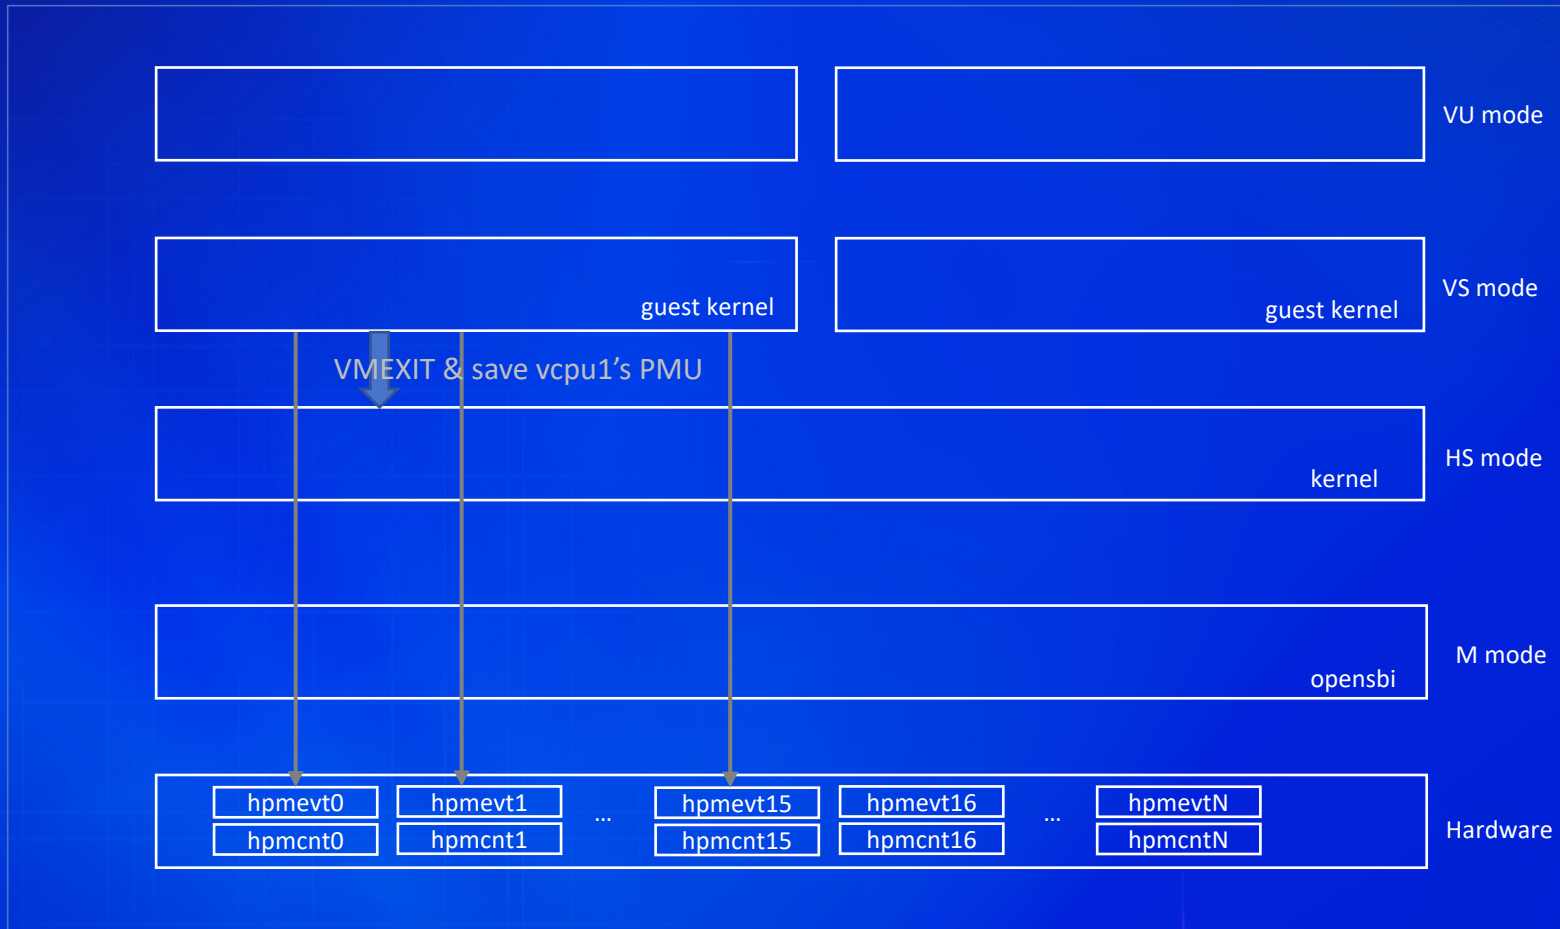 VU mode
guest kernel
guest kernel
VS mode
VMEXIT & save vcpu1's PMU
kernel
HS mode
opensbi
M mode
hpmevt0
hpmevt1
...
hpmevt15
hpmevt16
...
hpmevtN
hpmcnt0
hpmcnt1
hpmcnt15
hpmcnt16
hpmcntN
Hardware